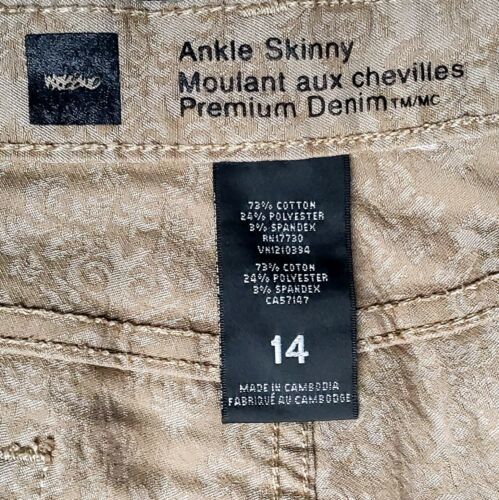 Mossimo
Ankle Skinny
Moulant aux chevilles
Premium Denim TM/MC
73% COTTON
24% POLYESTER
3% SPANDEX
RN17730
VN1210394
73% COTON
24% POLYESTER
3% SPANDEX
CA57147
14
MADE IN CAMBODIA
FABRIQUÉ AU CAMBODGE